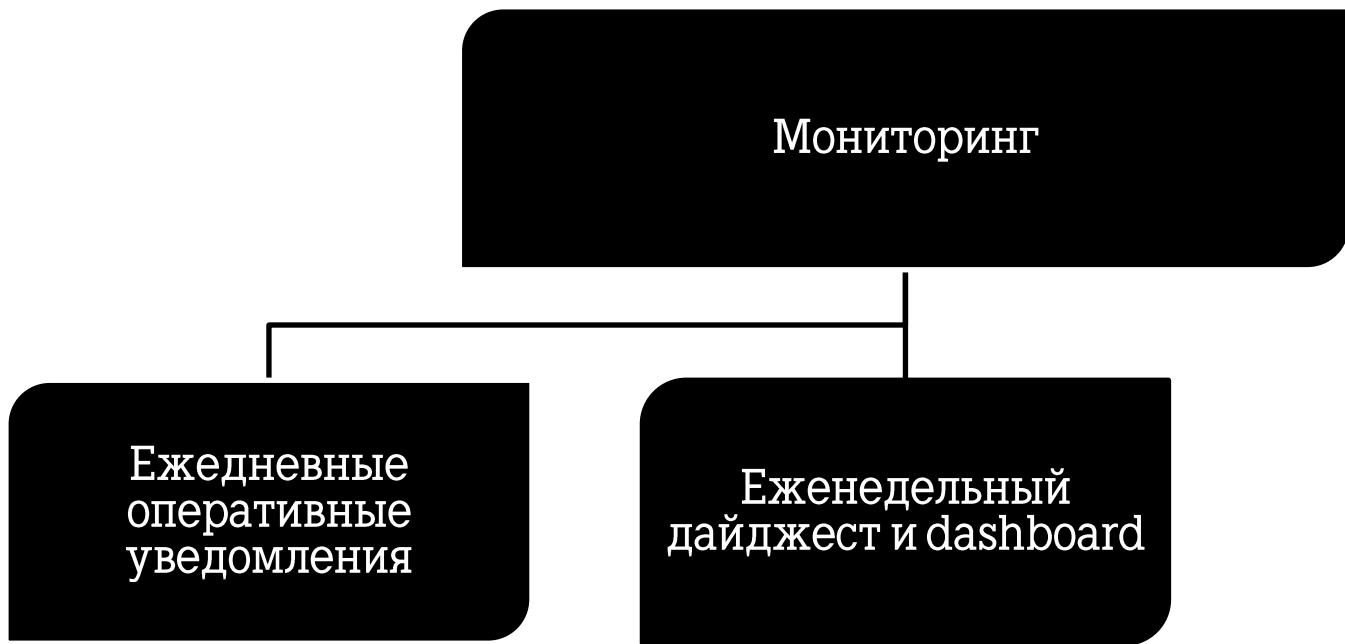 Мониторинг
Ежедневные
оперативные
уведомления
Еженедельный
дайджест и dashboard